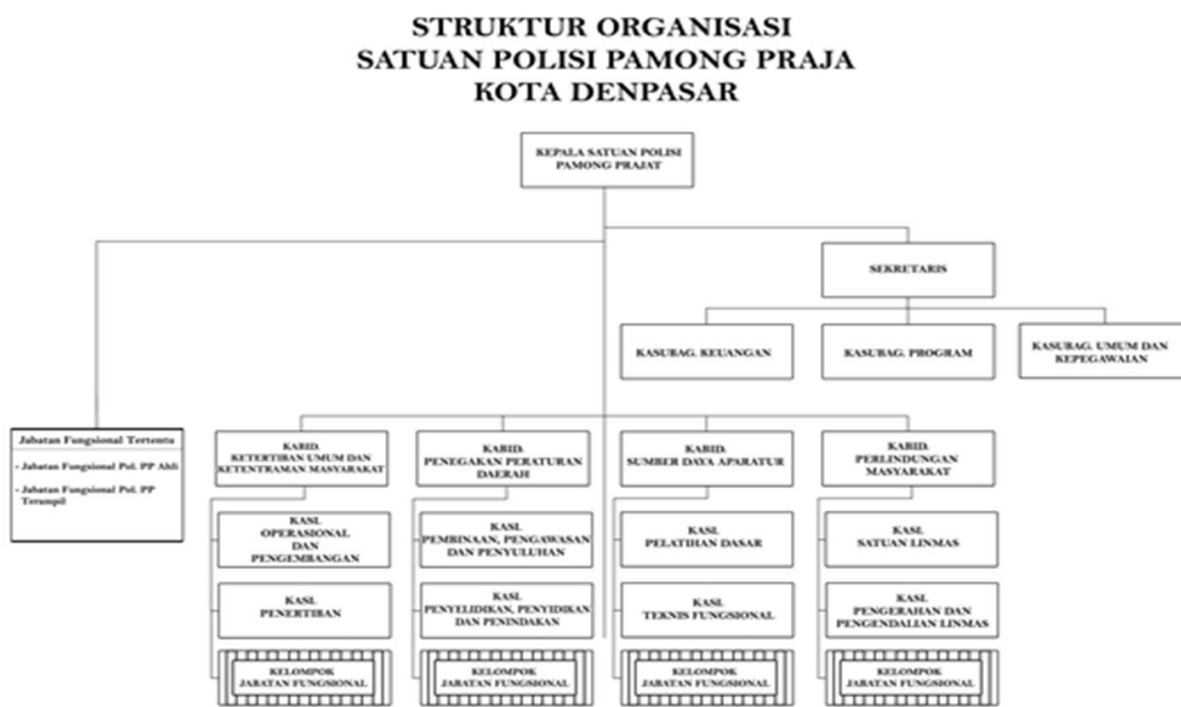 STRUKTUR ORGANISASI
SATUAN POLISI PAMONG PRAJA
KOTA DENPASAR
KEPALA SATUAN POLISI
PAMONG PRAJAT
SEKRETARIS
KASUBAG. KEUANGAN
KASUBAG. PROGRAM
KASUBAG. UMUM DAN
KEPEGAWAIAN
Jabatan Fungsional Tertentu
- Jabatan Fungsional Pol. PP Ahli
- Jabatan Fungsional Pol. PP
Terampil
KABID.
KETERTIBAN UMUM DAN
KETENTRAMAN MASYARAKAT
KASI.
OPERASIONAL
DAN
PENGEMBANGAN
KASI.
PENERTIBAN
KELOMPOK
JABATAN FUNGSIONAL
KABID.
PENEGAKAN PERATURAN
DAERAH
KASI.
PEMBINAAN, PENGAWASAN
DAN PENYULUHAN
KASI.
PENYELIDIKAN, PENYIDIKAN
DAN PENINDAKAN
KELOMPOK
JABATAN FUNGSIONAL
KABID.
SUMBER DAYA APARATUR
KASI.
PELATIHAN DASAR
KASI.
TEKNIS FUNGSIONAL
KELOMPOK
JABATAN FUNGSIONAL
KABID.
PERLINDUNGAN
MASYARAKAT
KASI.
SATUAN LINMAS
KASI.
PENGERAHAN DAN
PENGENDALIAN LINMAS
KELOMPOK
JABATAN FUNGSIONAL